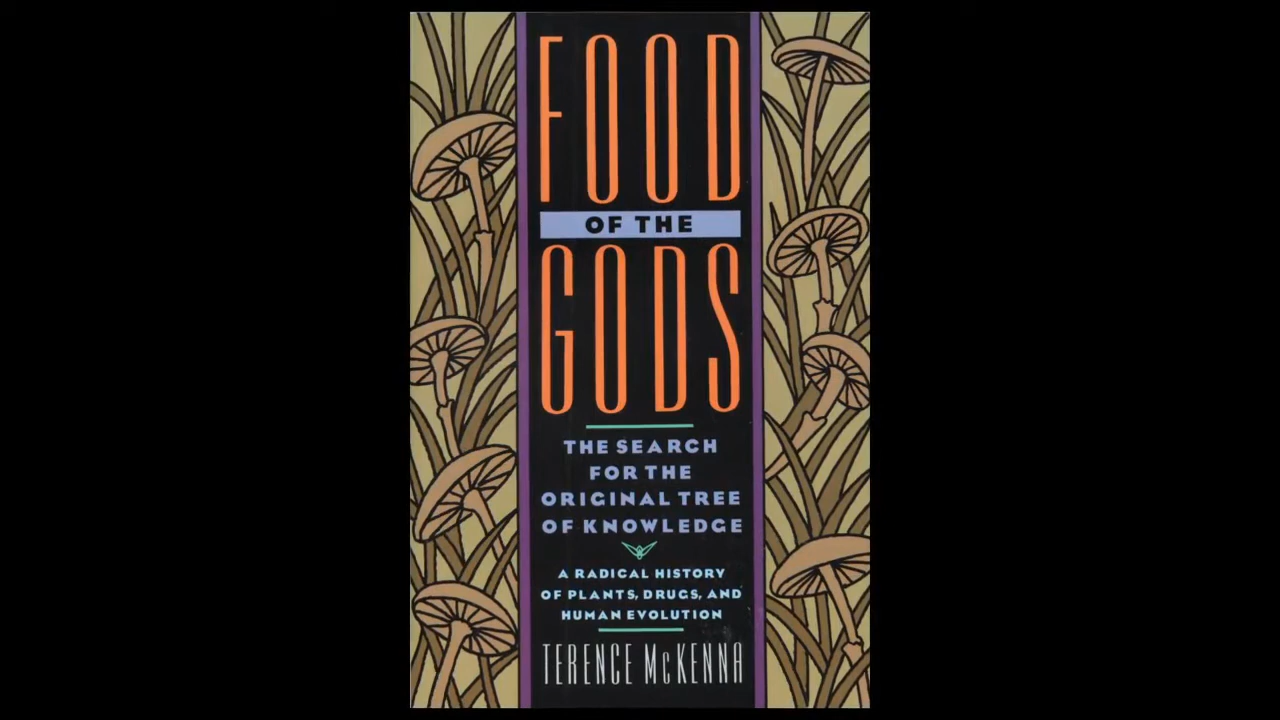 FOOD
OF THE
GODS
THE SEARCH
FOR THE
ORIGINAL TREE
OF KNOWLEDGE
A RADICAL HISTORY
OF PLANTS, DRUGS, AND
HUMAN EVOLUTION
TERENCE McKENNA